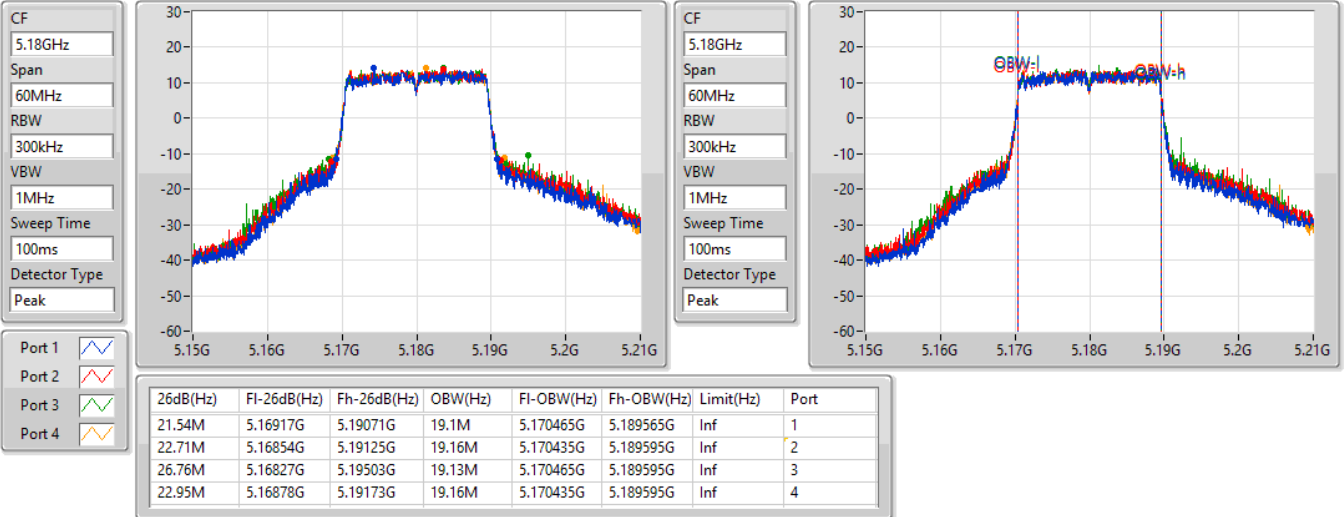 CF
5.18GHz
Span
60MHz
RBW
300kHz
VBW
1MHz
Sweep Time
100ms
Detector Type
Peak
30
20
10
0
-10
-20
-30
-40
-50
-60
5.15G 5.16G 5.17G 5.18G 5.19G 5.2G 5.21G
CF
5.18GHz
Span
60MHz
RBW
300kHz
VBW
1MHz
Sweep Time
100ms
Detector Type
Peak
30
20
10
0
-10
-20
-30
-40
-50
-60
OBW-l
OBW-h
5.15G 5.16G 5.17G 5.18G 5.19G 5.2G 5.21G
Port 1
Port 2
Port 3
Port 4
26dB(Hz) Fl-26dB(Hz) Fh-26dB(Hz) OBW(Hz) Fl-OBW(Hz) Fh-OBW(Hz) Limit(Hz) Port
21.54M 5.16917G 5.19071G 19.1M 5.170465G 5.189565G Inf 1
22.71M 5.16854G 5.19125G 19.16M 5.170435G 5.189595G Inf 2
26.76M 5.16827G 5.19503G 19.13M 5.170465G 5.189595G Inf 3
22.95M 5.16878G 5.19173G 19.16M 5.170435G 5.189595G Inf 4